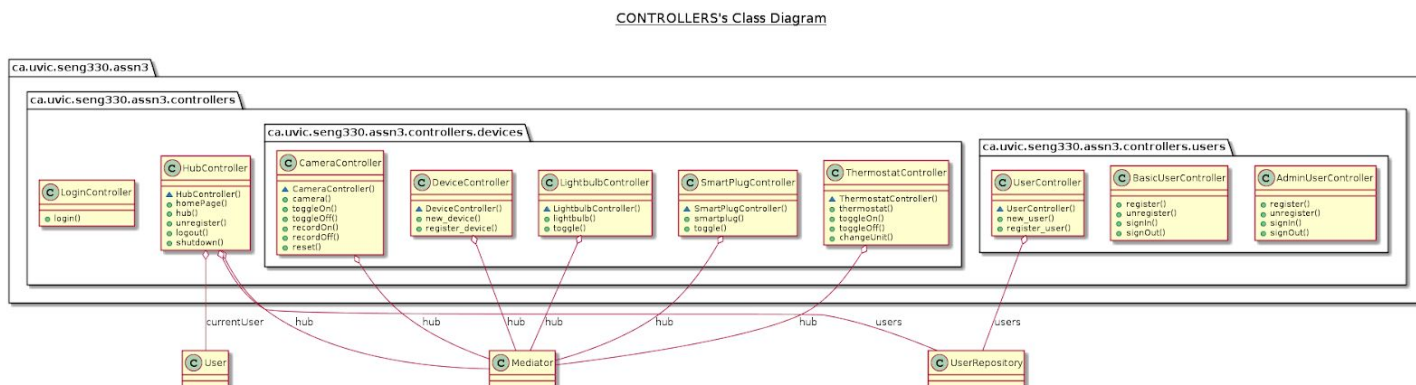 CONTROLLERS's Class Diagram
ca.uvic.seng330.assn3
ca.uvic.seng330.assn3.controllers
C LoginController
login()
C HubController
HubController()
homePage()
hub()
unregister()
logout()
shutdown()
ca.uvic.seng330.assn3.controllers.devices
C CameraController
CameraController()
camera()
toggleOn()
toggleOff()
recordOn()
recordOff()
reset()
C DeviceController
DeviceController()
new_device()
register_device()
C LightbulbController
LightbulbController()
lightbulb()
toggle()
C SmartPlugController
SmartPlugController()
smartplug()
toggle()
C ThermostatController
ThermostatController()
thermostat()
toggleOn()
toggleOff()
changeUnit()
ca.uvic.seng330.assn3.controllers.users
C UserController
UserController()
new_user()
register_user()
C BasicUserController
register()
unregister()
signIn()
signOut()
C AdminUserController
register()
unregister()
signIn()
signOut()
currentUser
hub
hub
hub
hub
hub
hub
users
users
C User
C Mediator
C UserRepository